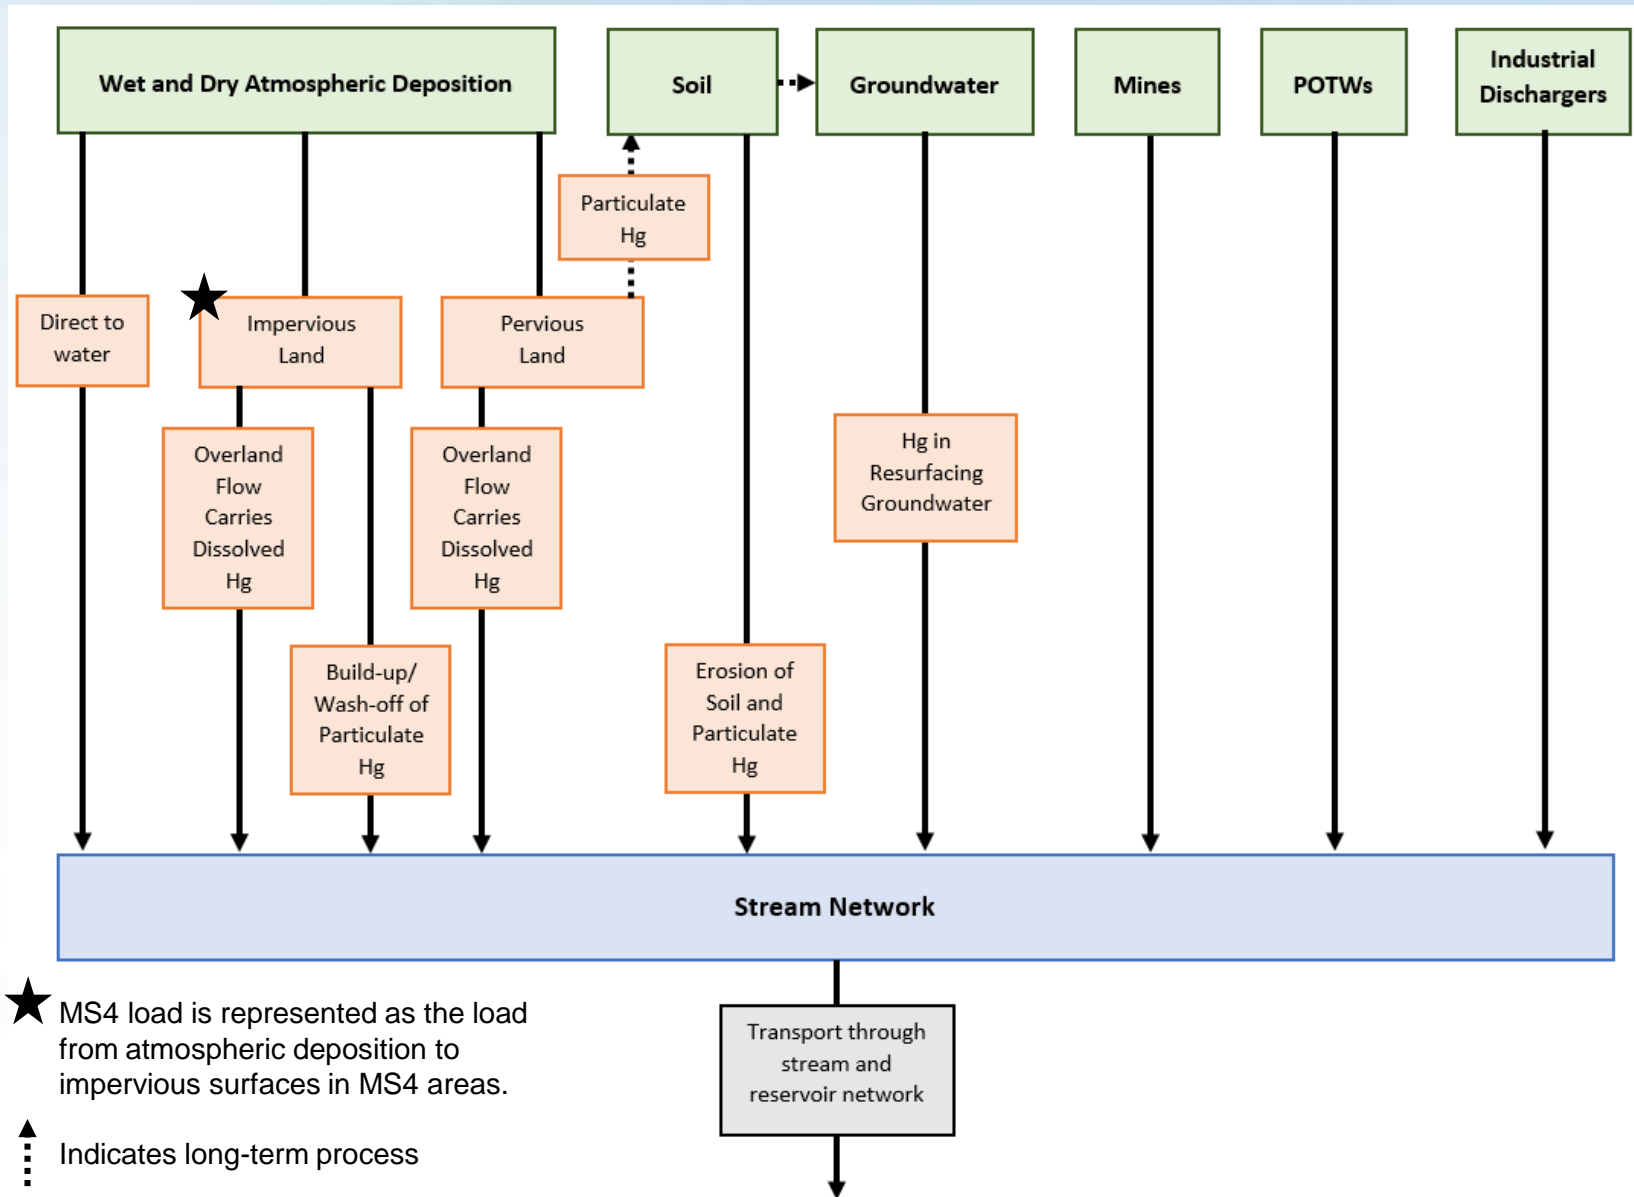 Wet and Dry Atmospheric Deposition
Soil
Groundwater
Mines
POTWs
Industrial
Dischargers
Particulate
Hg
Direct to
water
Impervious
Land
Pervious
Land
Overland
Flow
Carries
Dissolved
Hg
Overland
Flow
Carries
Dissolved
Hg
Hg in
Resurfacing
Groundwater
Build-up/
Wash-off of
Particulate
Hg
Erosion of
Soil and
Particulate
Hg
Stream Network
MS4 load is represented as the load
from atmospheric deposition to
impervious surfaces in MS4 areas.
Transport through
stream and
reservoir network
Indicates long-term process